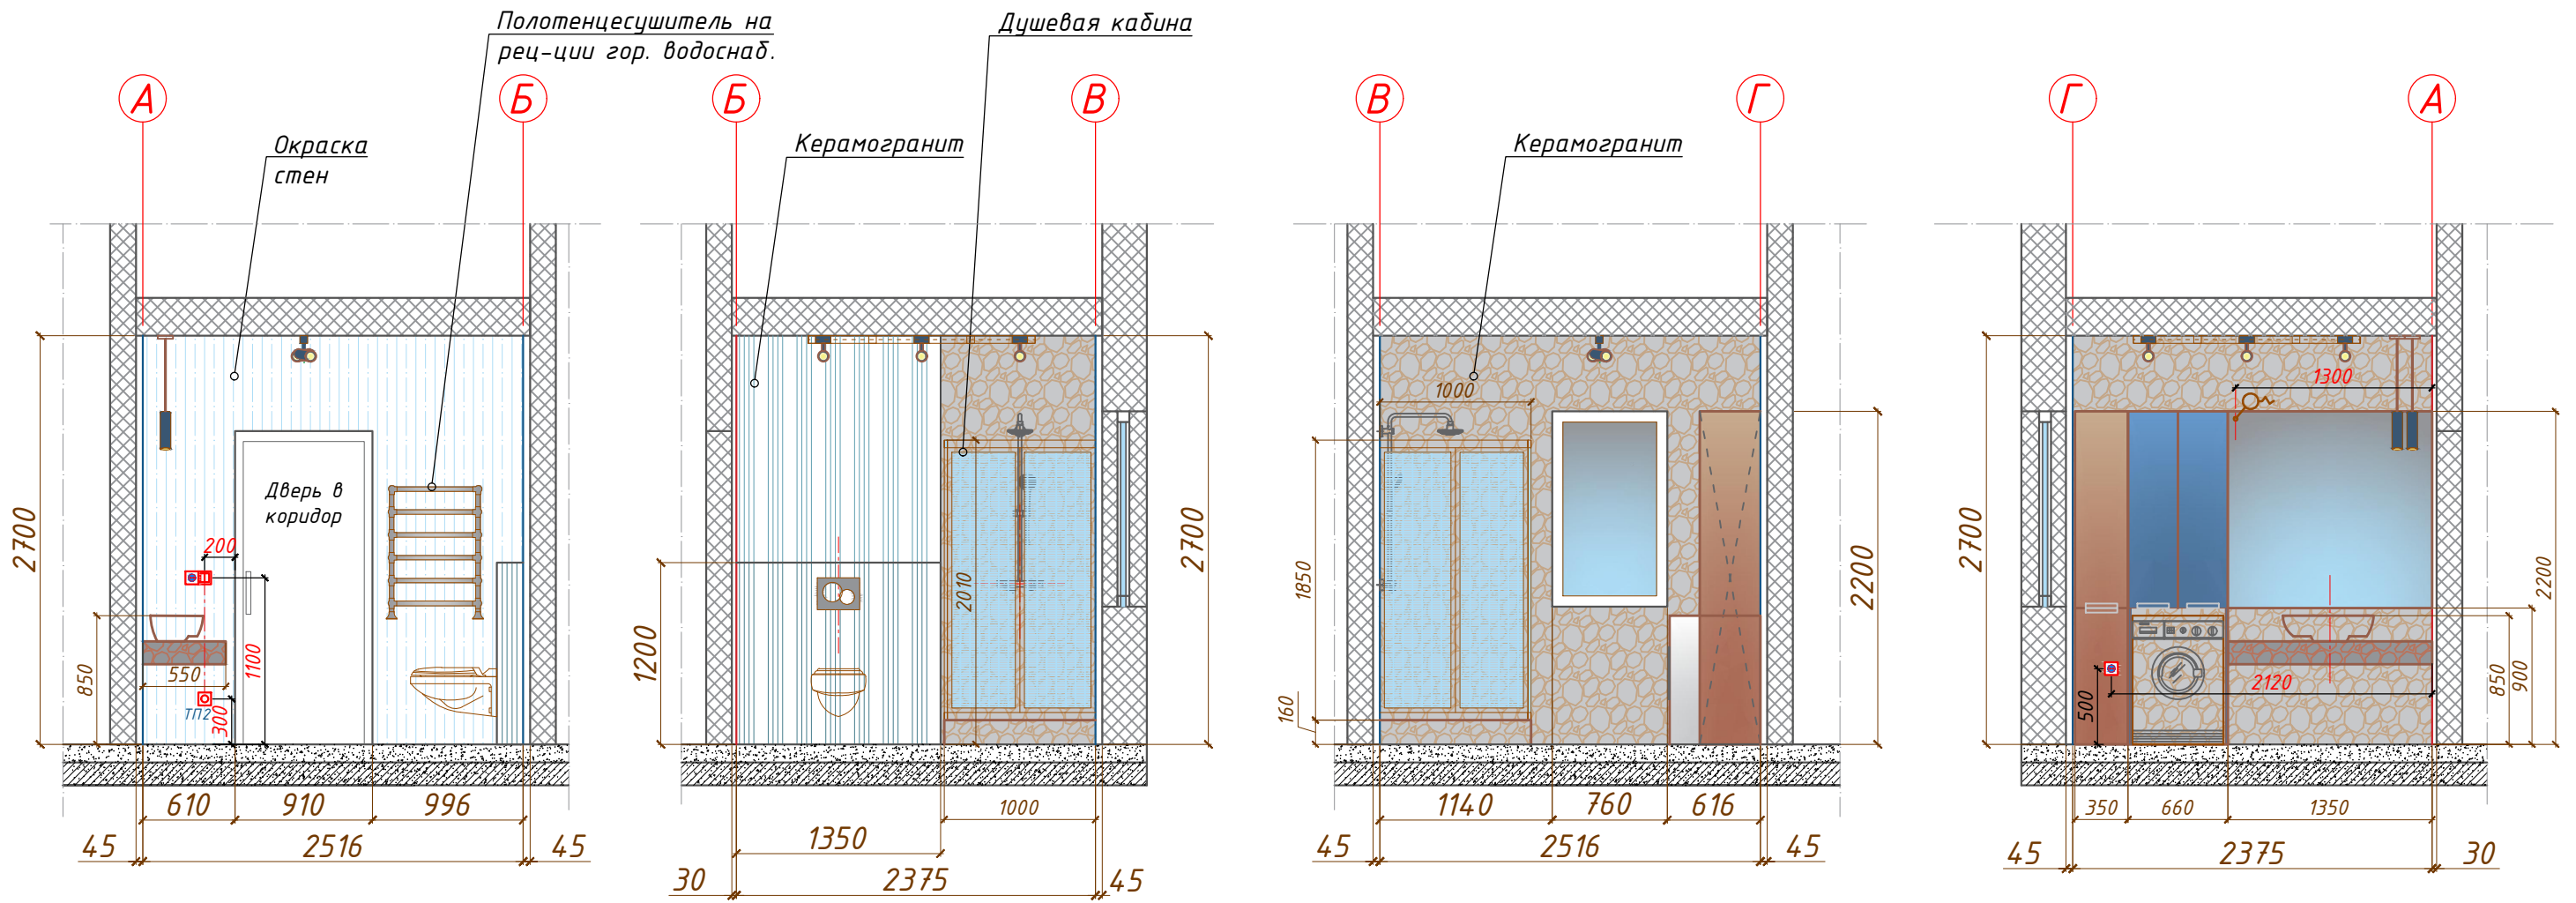 Полотенцесушитель на
рец-ции гор. водоснаб.
Душевая кабина
А
Б
Б
В
В
Г
Г
А
Окраска
стен
Керамогранит
Керамогранит
2700
Дверь в
коридор
200
1100
850
550
ТП2
300
610
910
996
45
2516
45
1200
2010
2700
1000
1350
30
2375
45
1000
1850
160
2200
1140
760
616
45
2516
45
2700
1300
2200
500
2120
850
900
350
660
1350
45
2375
30